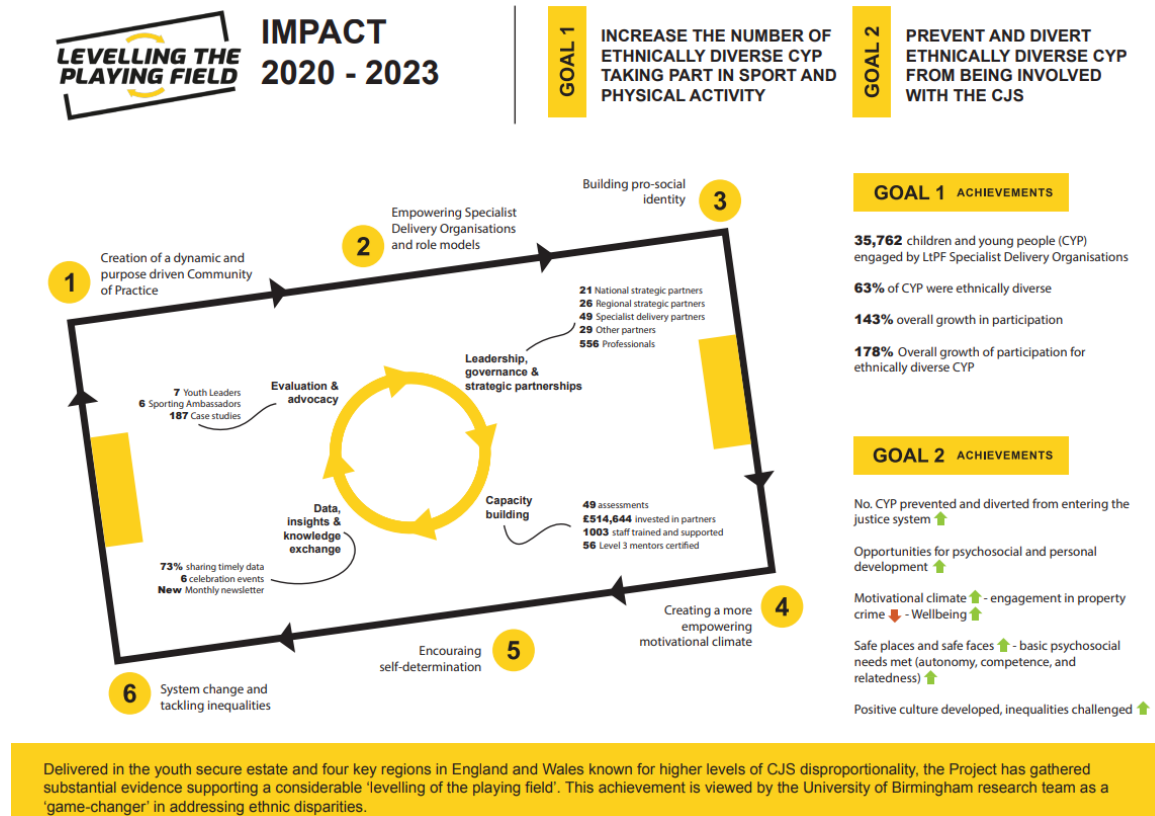 LEVELLING THE
PLAYING FIELD
IMPACT
2020 - 2023
GOAL 1
INCREASE THE NUMBER OF
ETHNICALLY DIVERSE CYP
TAKING PART IN SPORT AND
PHYSICAL ACTIVITY
GOAL 2
PREVENT AND DIVERT
ETHNICALLY DIVERSE CYP
FROM BEING INVOLVED
WITH THE CJS
1
Creation of a dynamic and
purpose driven Community
of Practice
2
Empowering Specialist
Delivery Organisations
and role models
Building pro-social
identity
3
21 National strategic partners
26 Regional strategic partners
49 Specialist delivery partners
29 Other partners
556 Professionals
Leadership,
governance &
strategic partnerships
Evaluation &
advocacy
7 Youth Leaders
6 Sporting Ambassadors
187 Case studies
Capacity
building
49 assessments
£514,644 invested in partners
1003 staff trained and supported
56 Level 3 mentors certified
Data,
insights &
knowledge
exchange
73% sharing timely data
6 celebration events
New Monthly newsletter
Creating a more
empowering
motivational climate
4
Encouraing
self-determination
5
6
System change and
tackling inequalities
GOAL 1 ACHIEVEMENTS
35,762 children and young people (CYP)
engaged by LtPF Specialist Delivery Organisations
63% of CYP were ethnically diverse
143% overall growth in participation
178% Overall growth of participation for
ethnically diverse CYP
GOAL 2 ACHIEVEMENTS
No. CYP prevented and diverted from entering the
justice system
Opportunities for psychosocial and personal
development
Motivational climate - engagement in property
crime - Wellbeing
Safe places and safe faces - basic psychosocial
needs met (autonomy, competence, and
relatedness)
Positive culture developed, inequalities challenged
Delivered in the youth secure estate and four key regions in England and Wales known for higher levels of CJS disproportionality, the Project has gathered
substantial evidence supporting a considerable ‘levelling of the playing field’. This achievement is viewed by the University of Birmingham research team as a
‘game-changer’ in addressing ethnic disparities.